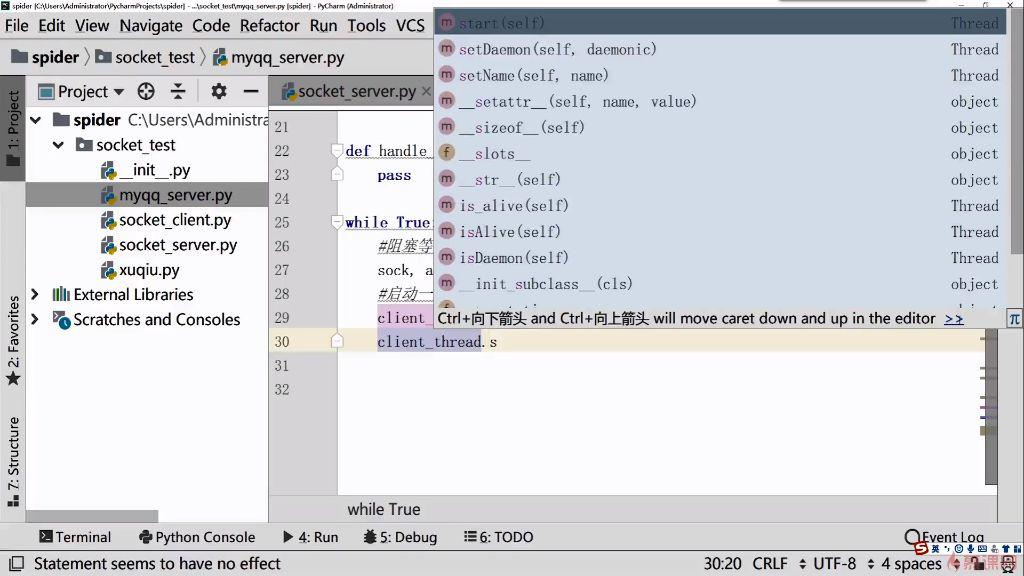 spider [C:\Users\Administrator\PycharmProjects\spider] - ...\socket_test\myqq_server.py [spider] - PyCharm (Administrator)
File Edit View Navigate Code Refactor Run Tools VCS
spider socket_test myqq_server.py
Project
socket_server.py
1: Project
2: Favorites
7: Structure
spider C:\Users\Administra
socket_test
__init__.py
myqq_server.py
socket_client.py
socket_server.py
xuqiu.py
External Libraries
Scratches and Consoles
21
22 def handle_
23 pass
24
25 while True
26 #阻塞等
27 sock, a
28 #启动一
29 client_
30 client_thread.s
31
32
start(self) Thread
setDaemon(self, daemonic) Thread
setName(self, name) Thread
__setattr__(self, name, value) object
__sizeof__(self) object
__slots__ object
__str__(self) object
is_alive(self) Thread
isAlive(self) Thread
isDaemon(self) Thread
__init_subclass__(cls) object
Ctrl+向下箭头 and Ctrl+向上箭头 will move caret down and up in the editor >>
π
while True
Terminal Python Console 4: Run 5: Debug 6: TODO Event Log
Statement seems to have no effect 30:20 CRLF UTF-8 4 spaces
英